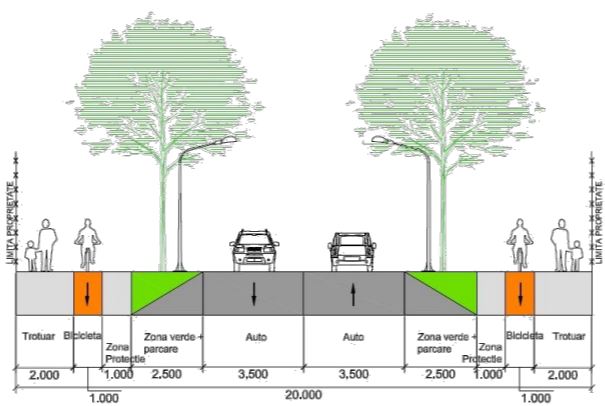 LIMITA PROPRIETATE
LIMITA PROPRIETATE
Trotuar
Bicicleta
Zona
Protectie
Zona verde +
parcare
Auto
Auto
Zona verde +
parcare
Zona
Protectie
Bicicleta
Trotuar
2.000
1.000
2.500
3,500
3,500
2.500
1.000
2.000
1.000
20.000
1.000